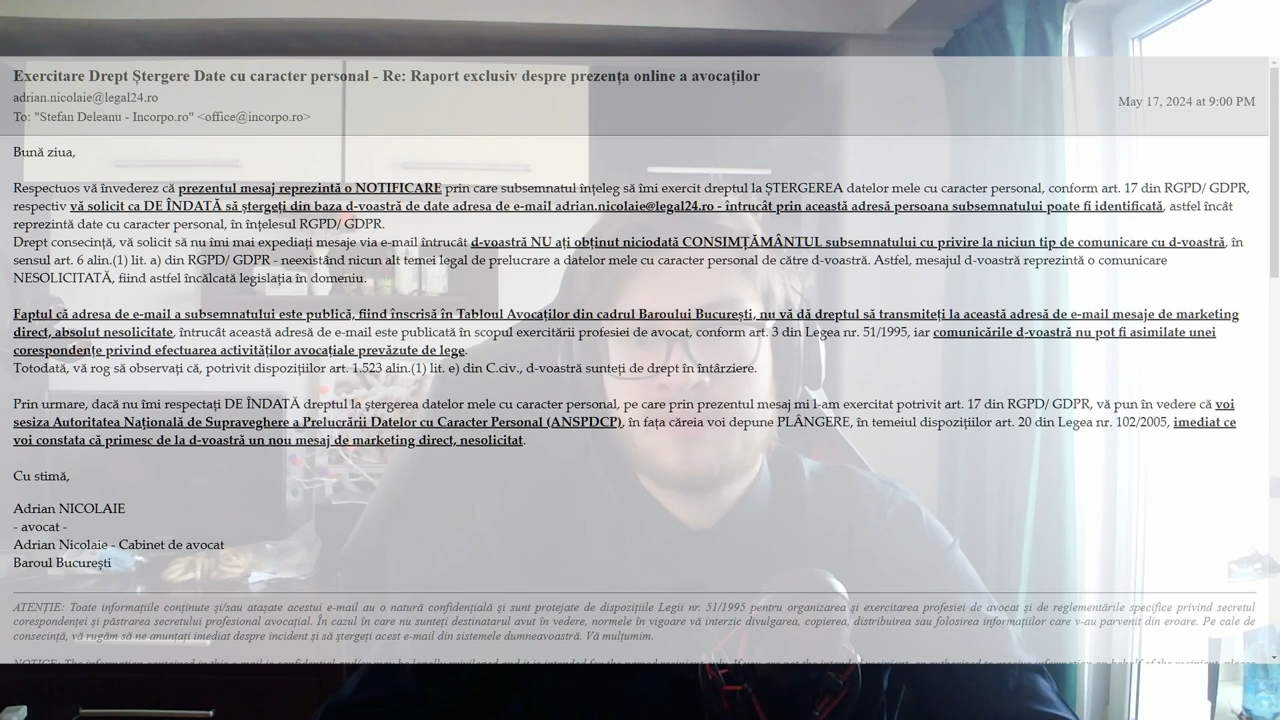 Exercitare Drept Ștergere Date cu caracter personal - Re: Raport exclusiv despre prezența online a avocaților
adrian.nicolaie@legal24.ro
May 17, 2024 at 9:00 PM
To: "Stefan Deleanu - Incorpo.ro" <office@incorpo.ro>
Bună ziua,
Respectuos vă învederez că prezentul mesaj reprezintă o NOTIFICARE prin care subsemnatul înțeleg să îmi exercit dreptul la ȘTERGEREA datelor mele cu caracter personal, conform art. 17 din RGPD/ GDPR,
respectiv vă solicit ca DE ÎNDATĂ să ștergeți din baza d-voastră de date adresa de e-mail adrian.nicolaie@legal24.ro - întrucât prin această adresă persoana subsemnatului poate fi identificată, astfel încât
reprezintă date cu caracter personal, în înțelesul RGPD/ GDPR.
Drept consecință, vă solicit să nu îmi mai expediați mesaje via e-mail întrucât d-voastră NU ați obținut niciodată CONSIMȚĂMÂNTUL subsemnatului cu privire la niciun tip de comunicare cu d-voastră, în
sensul art. 6 alin.(1) lit. a) din RGPD/ GDPR - neexistând nicun alt temei legal de prelucrare a datelor mele cu caracter personal de către d-voastră. Astfel, mesajul d-voastră reprezintă o comunicare
NESOLICITATĂ, fiind astfel încălcată legislația în domeniu.
Faptul că adresa de e-mail a subsemnatului este publică, fiind înscrisă în Tabloul Avocaților din cadrul Baroului București, nu vă dă dreptul să transmiteți la această adresă de e-mail mesaje de marketing
direct, absolut nesolicitate, întrucât această adresă de e-mail este publicată în scopul exercitării profesiei de avocat, conform art. 3 din Legea nr. 51/1995, iar comunicările d-voastră nu pot fi asimilate unei
corespondențe privind efectuarea activităților avocațiale prevăzute de lege.
Totodată, vă rog să observați că, potrivit dispozițiilor art. 1.523 alin.(1) lit. e) din C.civ., d-voastră sunteți de drept în întârziere.
Prin urmare, dacă nu îmi respectați DE ÎNDATĂ dreptul la ștergerea datelor mele cu caracter personal, pe care prin prezentul mesaj mi l-am exercitat potrivit art. 17 din RGPD/ GDPR, vă pun în vedere că voi
sesiza Autoritatea Națională de Supraveghere a Prelucrării Datelor cu Caracter Personal (ANSPDCP), în fața căreia voi depune PLÂNGERE, în temeiul dispozițiilor art. 20 din Legea nr. 102/2005, imediat ce
voi constata că primesc de la d-voastră un nou mesaj de marketing direct, nesolicitat.
Cu stimă,
Adrian NICOLAIE
- avocat -
Adrian Nicolaie - Cabinet de avocat
Baroul București
ATENȚIE: Toate informațiile conținute și/sau atașate acestui e-mail au o natură confidențială și sunt protejate de dispozițiile Legii nr. 51/1995 pentru organizarea și exercitarea profesiei de avocat și de reglementările specifice privind secretul
corespondenței și păstrarea secretului profesional avocațial. În cazul în care nu sunteți destinatarul avut în vedere, normele în vigoare vă interzic divulgarea, copierea, distribuirea sau folosirea informațiilor care v-au parvenit din eroare. Pe cale de
consecință, vă rugăm să ne anunțați imediat despre incident și să ștergeți acest e-mail din sistemele dumneavoastră. Vă mulțumim.